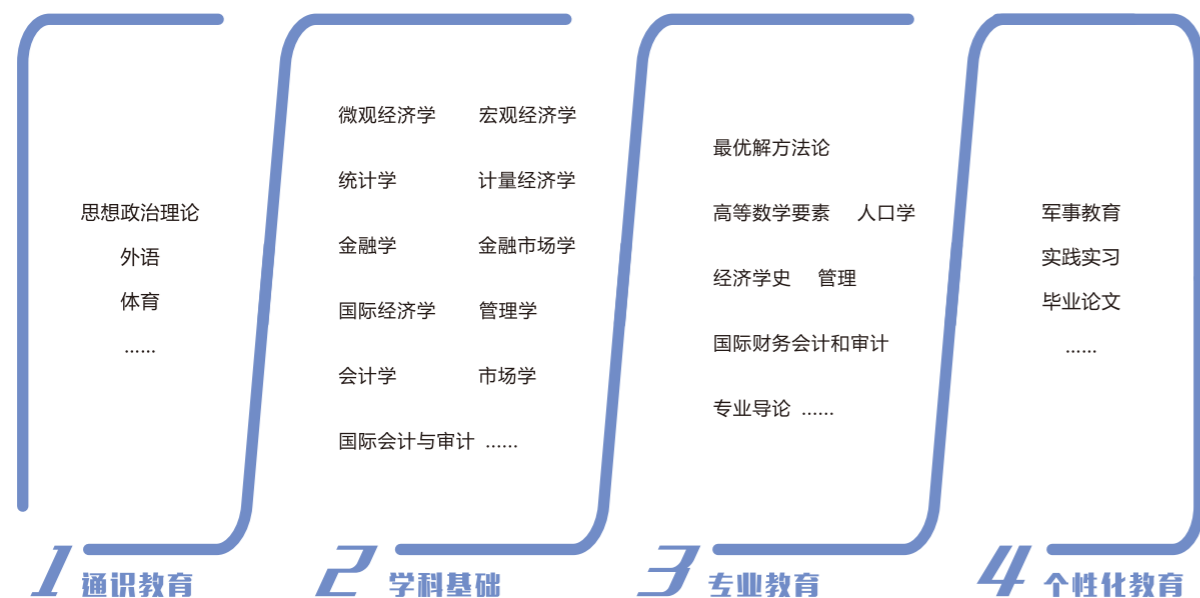 思想政治理论
外语
体育
……
1 通识教育
微观经济学 宏观经济学
统计学 计量经济学
金融学 金融市场学
国际经济学 管理学
会计学 市场学
国际会计与审计 ……
2 学科基础
最优解方法论
高等数学要素 人口学
经济学史 管理
国际财务会计和审计
专业导论 ……
3 专业教育
军事教育
实践实习
毕业论文
……
4 个性化教育